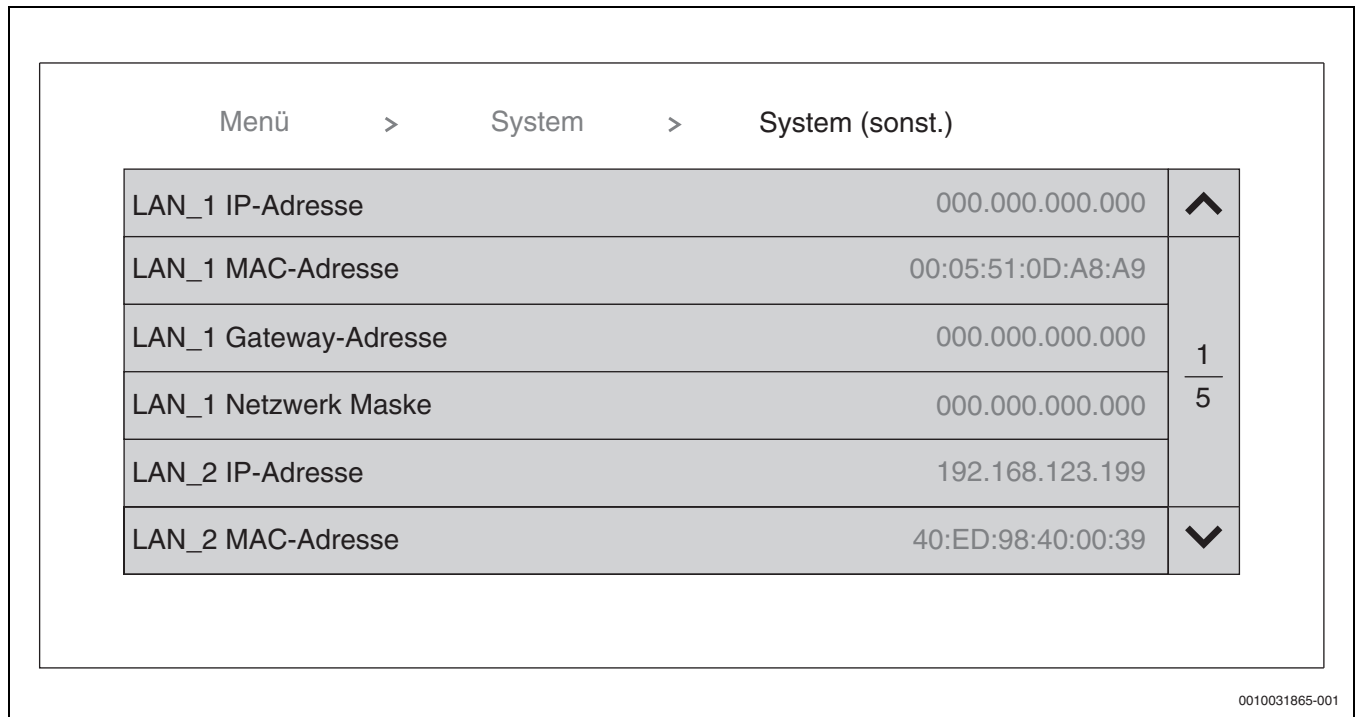 Menü > System > System (sonst.)
LAN_1 IP-Adresse 000.000.000.000
LAN_1 MAC-Adresse 00:05:51:0D:A8:A9
LAN_1 Gateway-Adresse 000.000.000.000
LAN_1 Netzwerk Maske 000.000.000.000
LAN_2 IP-Adresse 192.168.123.199
LAN_2 MAC-Adresse 40:ED:98:40:00:39
1
5
0010031865-001